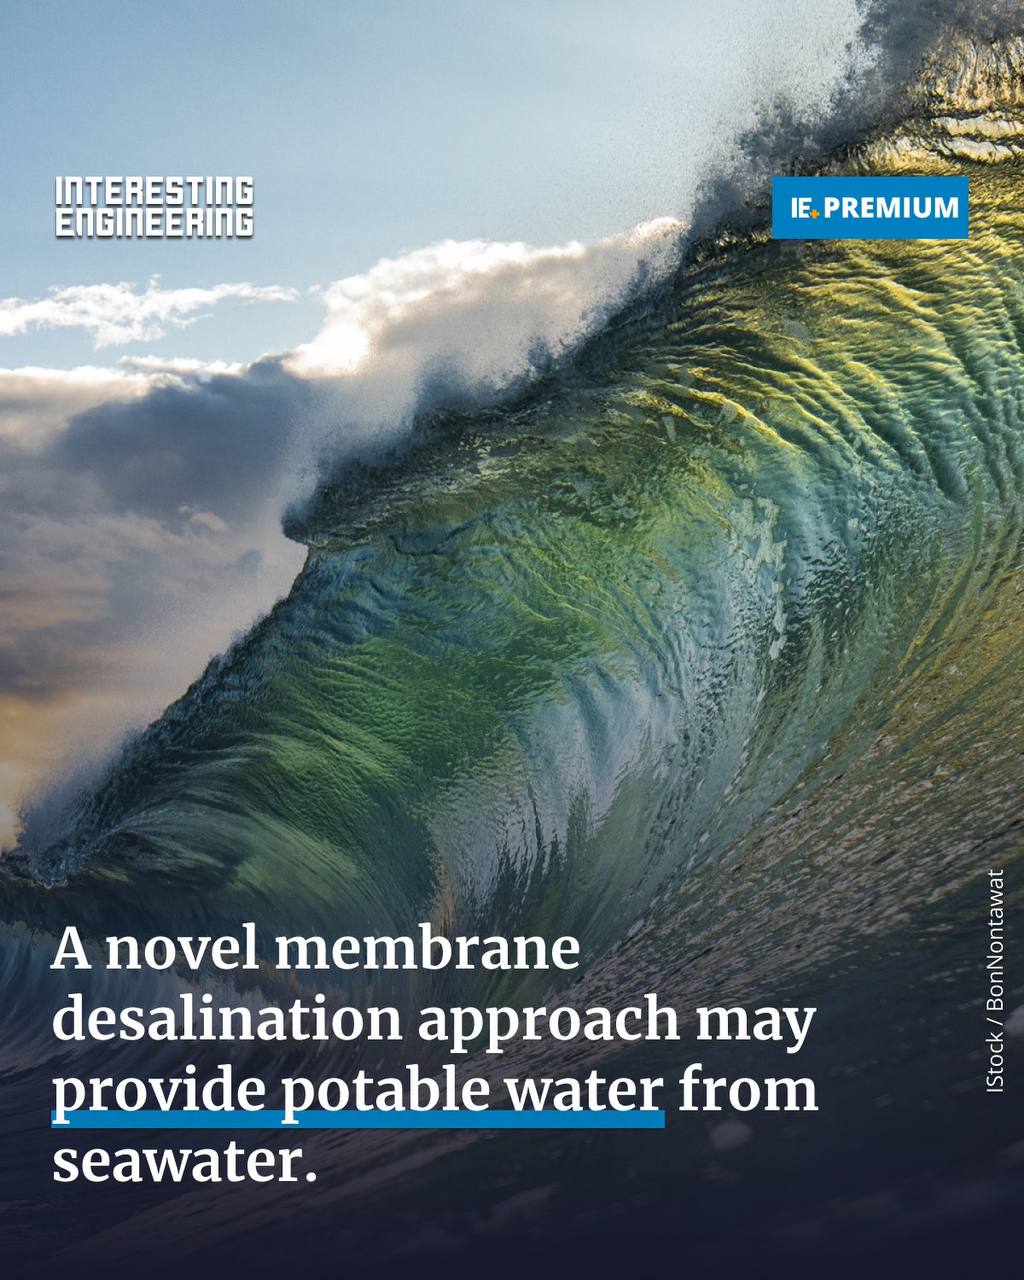 INTERESTING
ENGINEERING
IE+ PREMIUM
A novel membrane
desalination approach may
provide potable water from
seawater.
IStock / BonNontawat